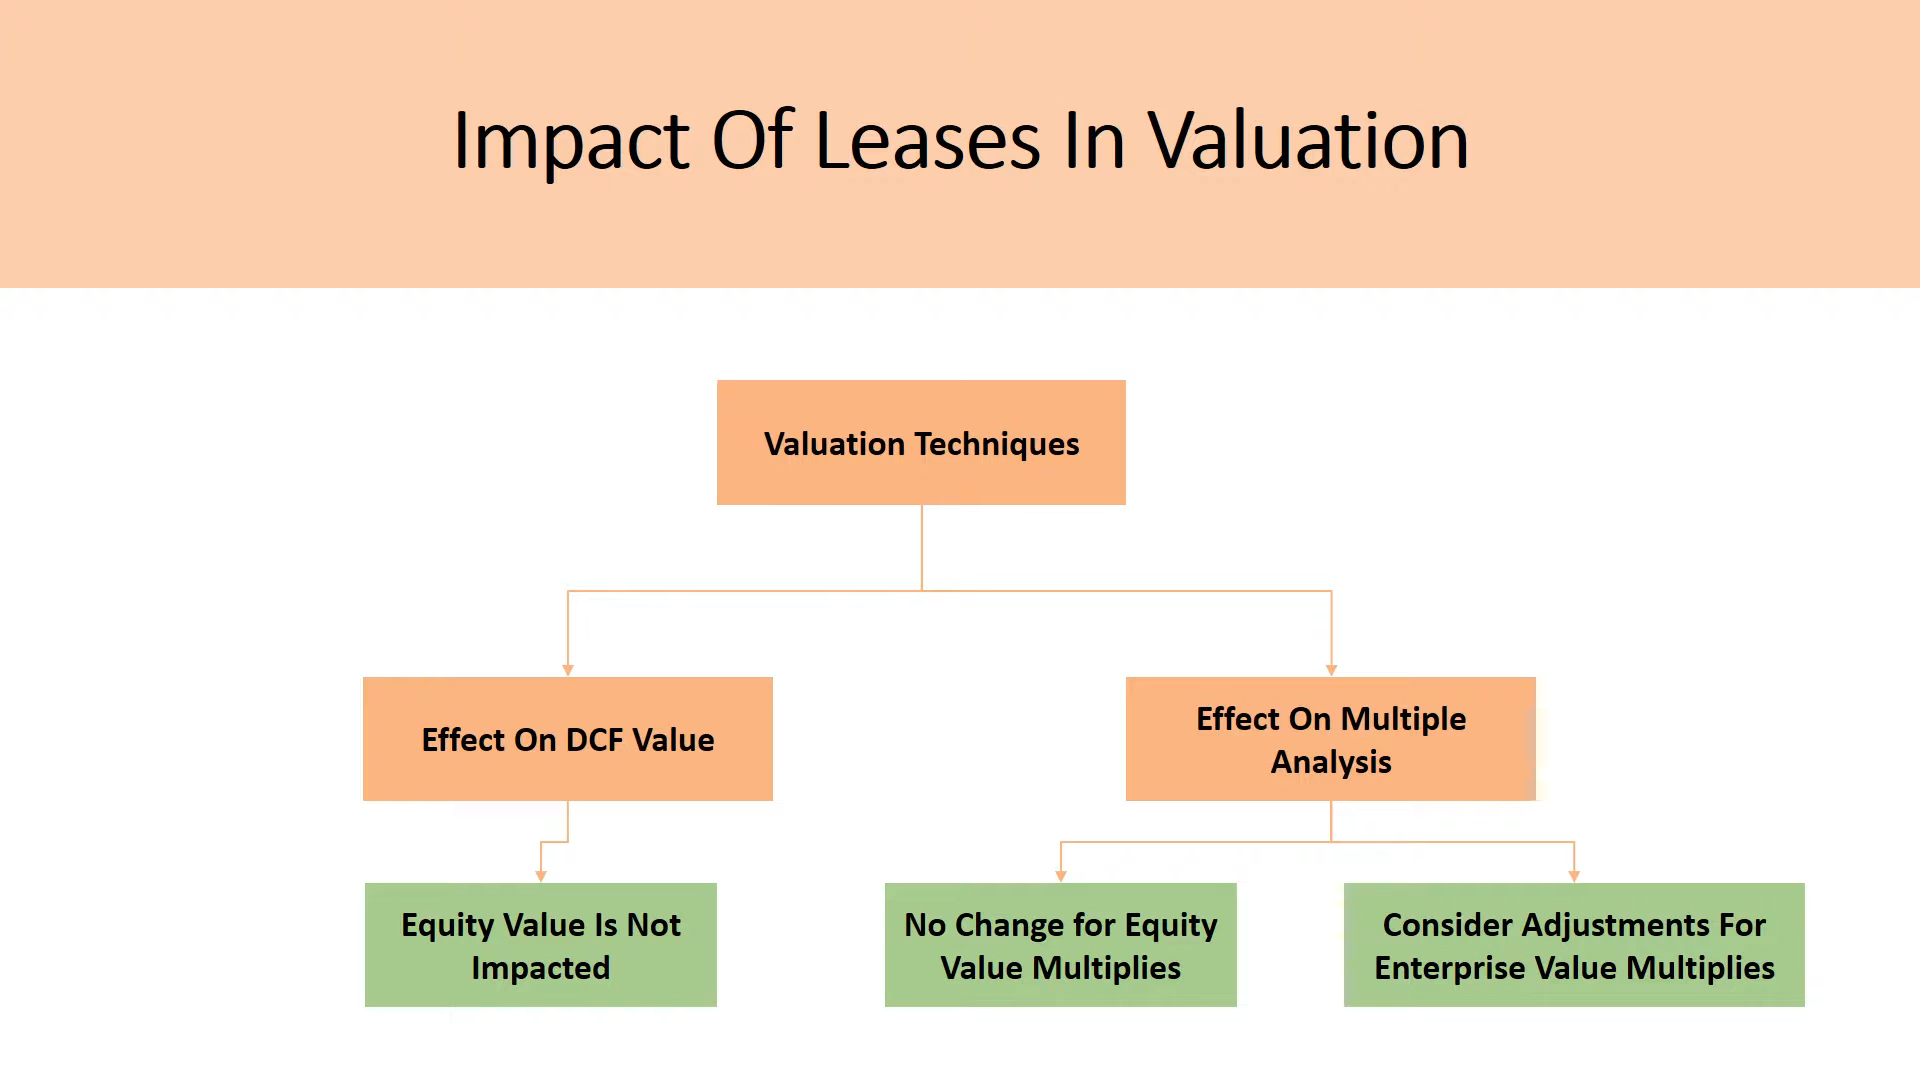 Impact Of Leases In Valuation
Valuation Techniques
Effect On DCF Value
Effect On Multiple
Analysis
Equity Value Is Not
Impacted
No Change for Equity
Value Multiplies
Consider Adjustments For
Enterprise Value Multiplies